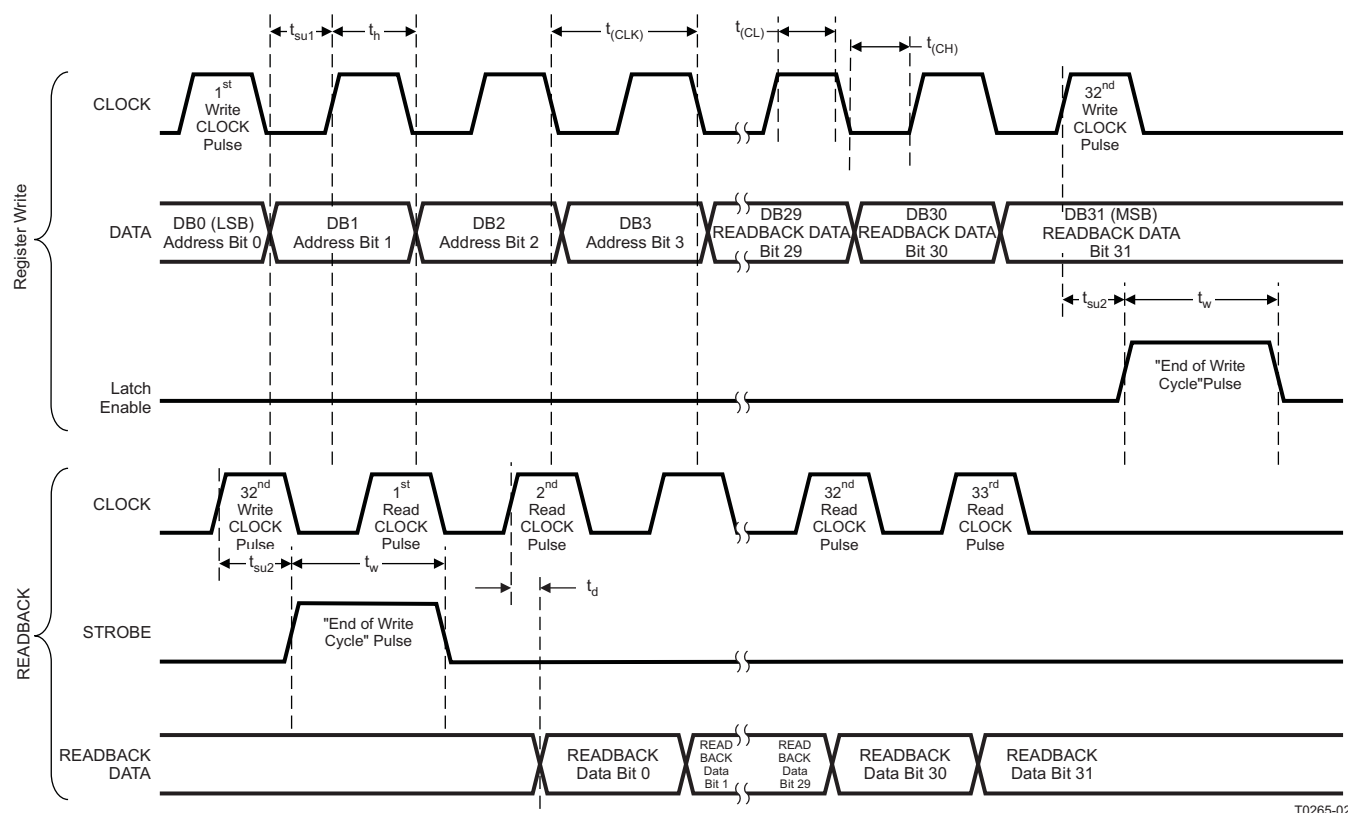 t_su1
t_h
t_(CLK)
t_(CL)
t_(CH)
Register Write
CLOCK
1st
Write
CLOCK
Pulse
32nd
Write
CLOCK
Pulse
DATA
DB0 (LSB)
Address Bit 0
DB1
Address Bit 1
DB2
Address Bit 2
DB3
Address Bit 3
DB29
READBACK DATA
Bit 29
DB30
READBACK DATA
Bit 30
DB31 (MSB)
READBACK DATA
Bit 31
t_su2
t_w
Latch
Enable
"End of Write
Cycle"Pulse
READBACK
CLOCK
32nd
Write
CLOCK
Pulse
1st
Read
CLOCK
Pulse
2nd
Read
CLOCK
Pulse
32nd
Read
CLOCK
Pulse
33rd
Read
CLOCK
Pulse
t_su2
t_w
t_d
STROBE
"End of Write
Cycle" Pulse
READBACK
DATA
READBACK
Data Bit 0
READ
BACK
Data
Bit 1
READ
BACK
Data
Bit 29
READBACK
Data Bit 30
READBACK
Data Bit 31
T0265-02